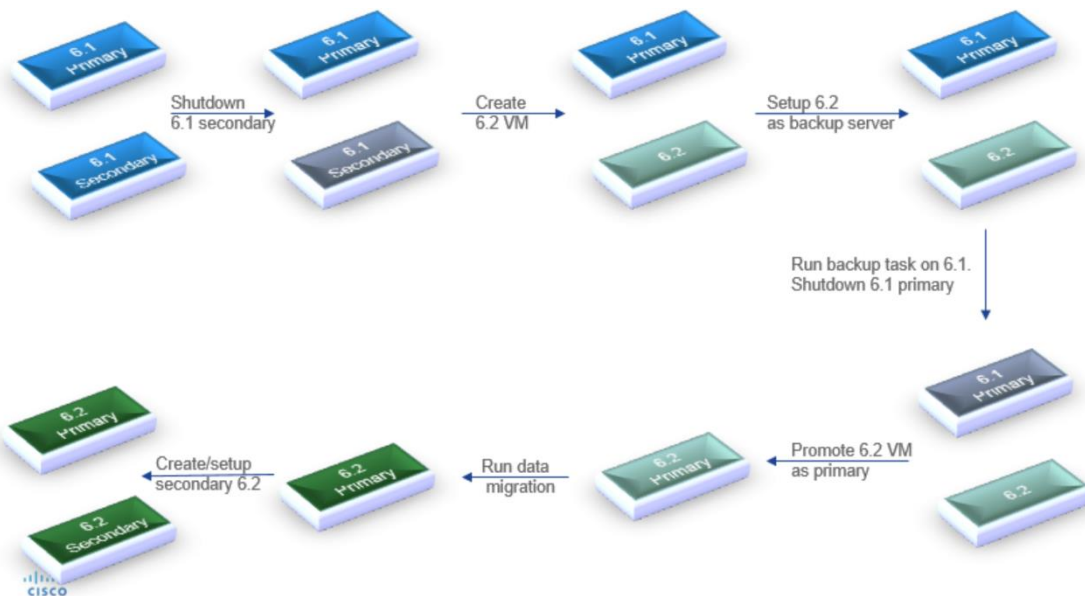 6.1
Primary
6.1
Primary
6.1
Primary
6.1
Primary
Shutdown
6.1 secondary
Create
6.2 VM
Setup 6.2
as backup server
6.1
Secondary
6.1
Secondary
6.2
6.2
Run backup task on 6.1.
Shutdown 6.1 primary
6.1
Primary
6.2
Promote 6.2 VM
as primary
6.2
Primary
Run data
migration
6.2
Primary
Create/setup
secondary 6.2
6.2
Primary
6.2
Secondary
CISCO